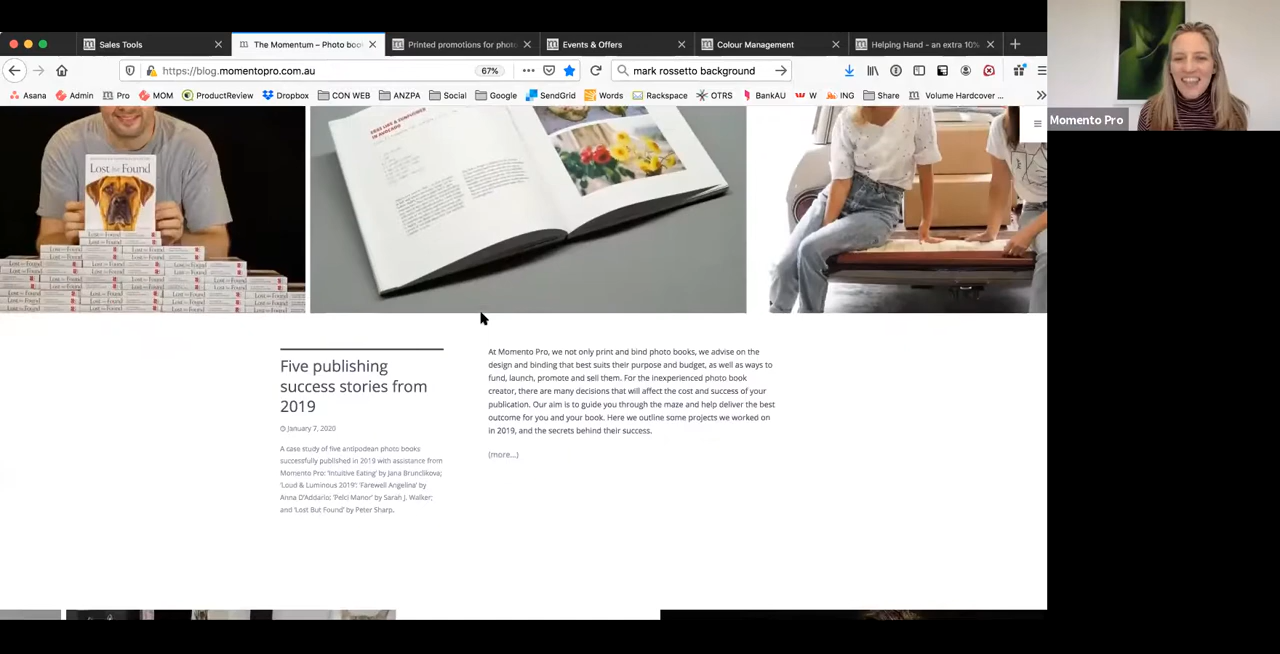 Sales Tools
The Momentum – Photo boo
Printed promotions for photo
Events & Offers
Colour Management
Helping Hand - an extra 10%
https://blog.momentopro.com.au
67%
mark rossetto background
Asana
Admin
Pro
MOM
ProductReview
Dropbox
CON WEB
ANZPA
Social
Google
SendGrid
Words
Rackspace
OTRS
BankAU
W
ING
Share
Volume Hardcover ...
Momento Pro
Lost But Found
Five publishing
success stories from
2019
January 7, 2020
A case study of five antipodean photo books
successfully published in 2019 with assistance from
Momento Pro: 'Intuitive Eating' by Jana Brunclikova;
'Loud & Luminous 2019'; 'Farewell Angelina' by
Anna D'Addario; 'Pelči Manor' by Sarah J. Walker;
and 'Lost But Found' by Peter Sharp.
At Momento Pro, we not only print and bind photo books, we advise on the
design and binding that best suits their purpose and budget, as well as ways to
fund, launch, promote and sell them. For the inexperienced photo book
creator, there are many decisions that will affect the cost and success of your
publication. Our aim is to guide you through the maze and help deliver the best
outcome for you and your book. Here we outline some projects we worked on
in 2019, and the secrets behind their success.
(more...)